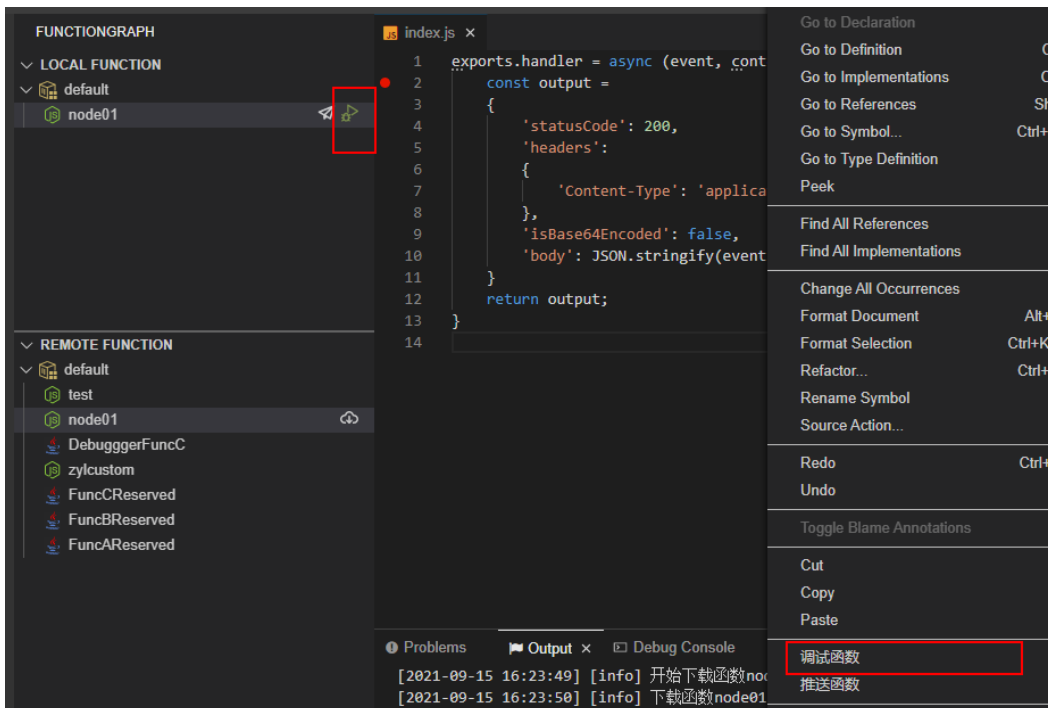 FUNCTIONGRAPH
LOCAL FUNCTION
default
node01
REMOTE FUNCTION
default
test
node01
DebugggerFuncC
zylcustom
FuncCReserved
FuncBReserved
FuncAReserved
JS index.js ×
1 exports.handler = async (event, cont
2 const output =
3 {
4 'statusCode': 200,
5 'headers':
6 {
7 'Content-Type': 'applica
8 },
9 'isBase64Encoded': false,
10 'body': JSON.stringify(event
11 }
12 return output;
13 }
14
Problems Output × Debug Console
[2021-09-15 16:23:49] [info] 开始下载函数no
[2021-09-15 16:23:50] [info] 下载函数node01
Go to Declaration
Go to Definition
Go to Implementations
Go to References Sh
Go to Symbol... Ctrl+
Go to Type Definition
Peek
Find All References
Find All Implementations
Change All Occurrences
Format Document Alt+
Format Selection Ctrl+K
Refactor... Ctrl+
Rename Symbol
Source Action...
Redo Ctrl+
Undo
Toggle Blame Annotations
Cut
Copy
Paste
调试函数
推送函数